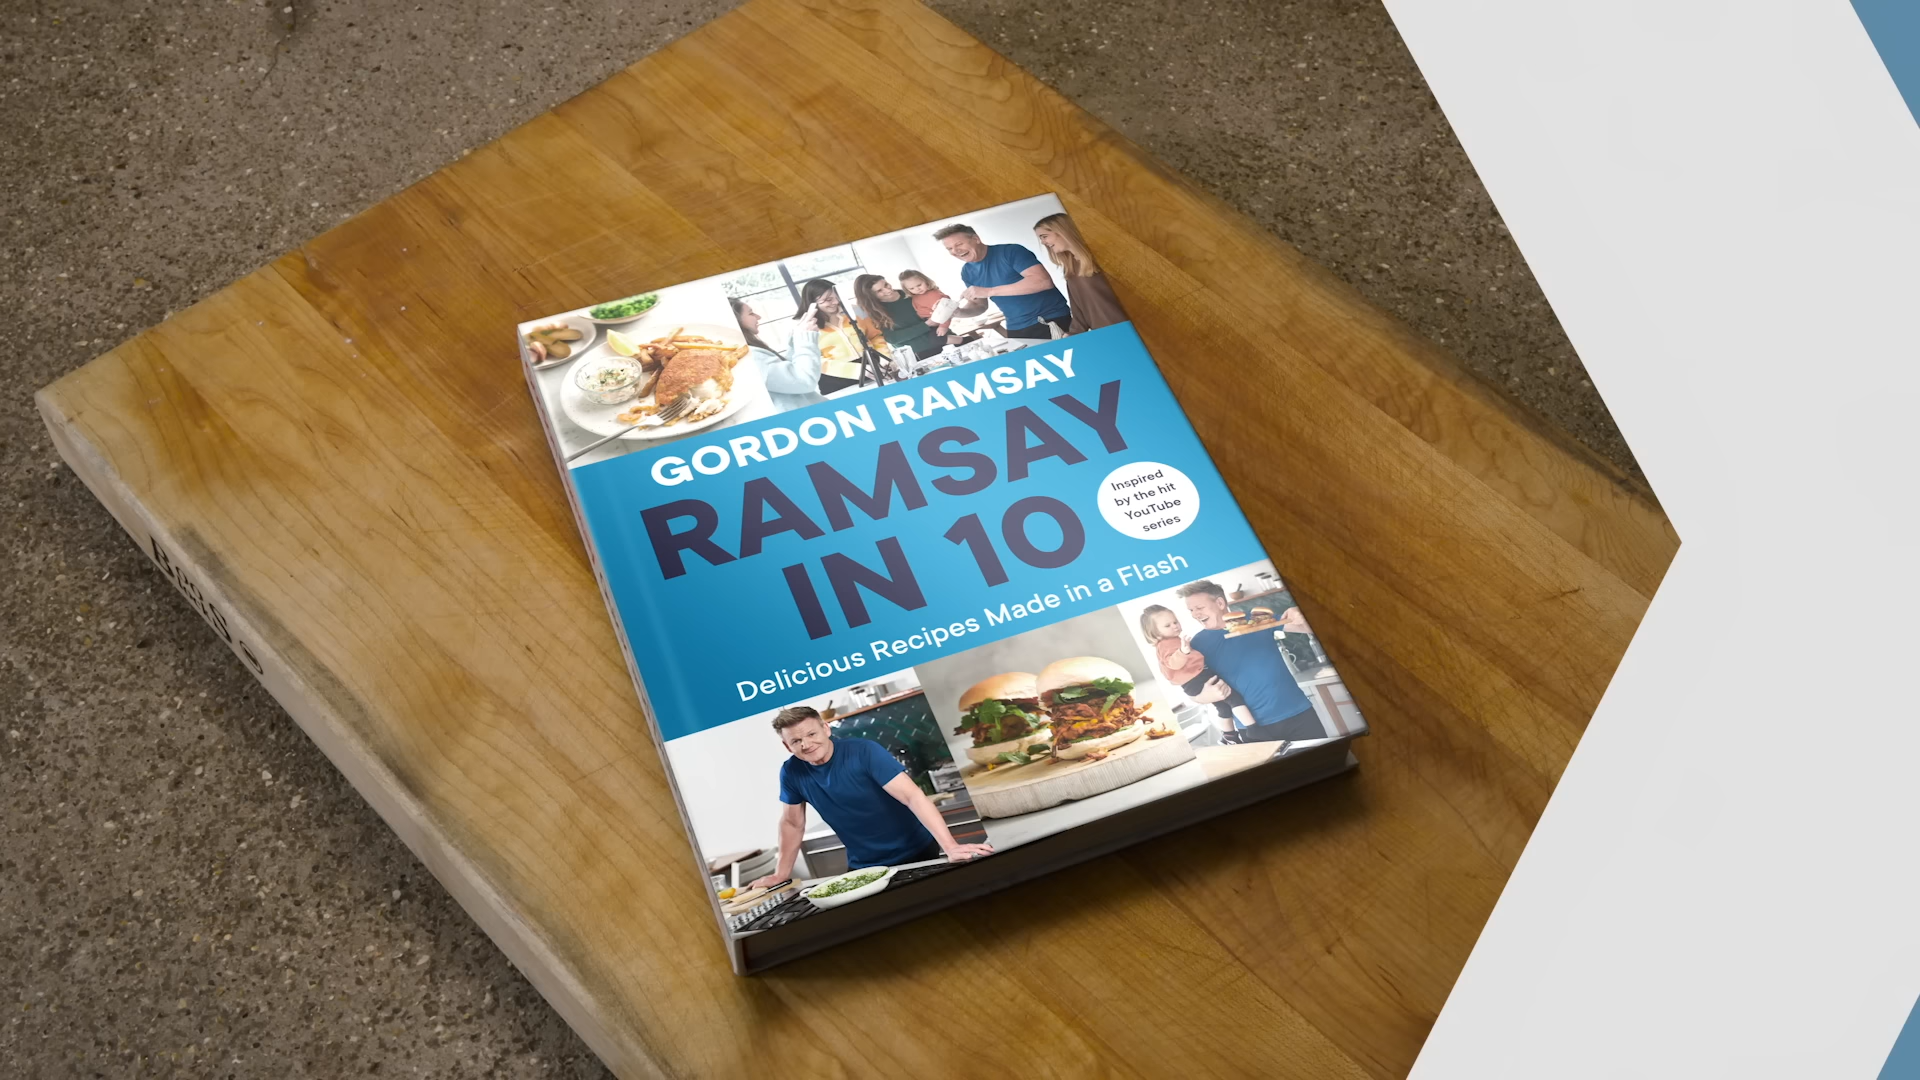 GORDON RAMSAY
RAMSAY
IN 10
Inspired
by the hit
YouTube
series
Delicious Recipes Made in a Flash